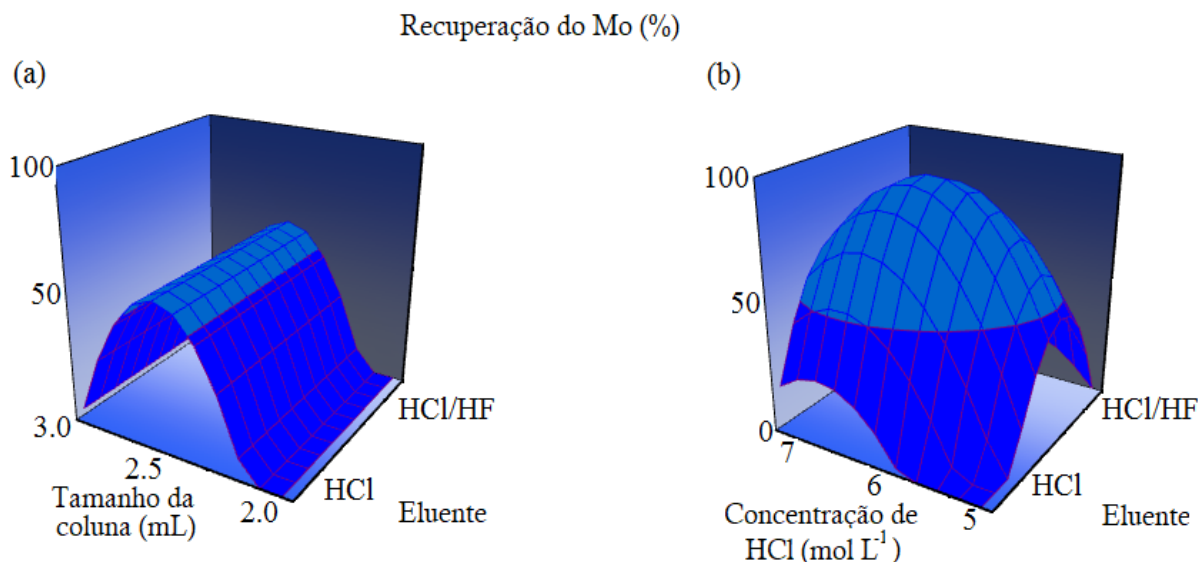 Recuperação do Mo (%)
(a)
100
50
3.0
2.5
2.0
Tamanho da
coluna (mL)
HCl
HCl/HF
Eluente
(b)
100
50
0
7
6
5
Concentração de
HCl (mol L⁻¹)
HCl
HCl/HF
Eluente